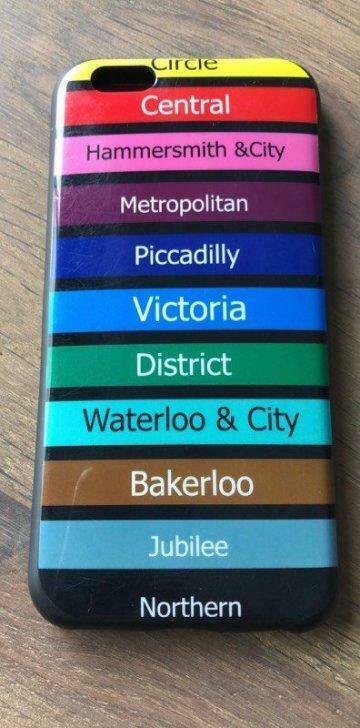 Circle
Central
Hammersmith &City
Metropolitan
Piccadilly
Victoria
District
Waterloo & City
Bakerloo
Jubilee
Northern